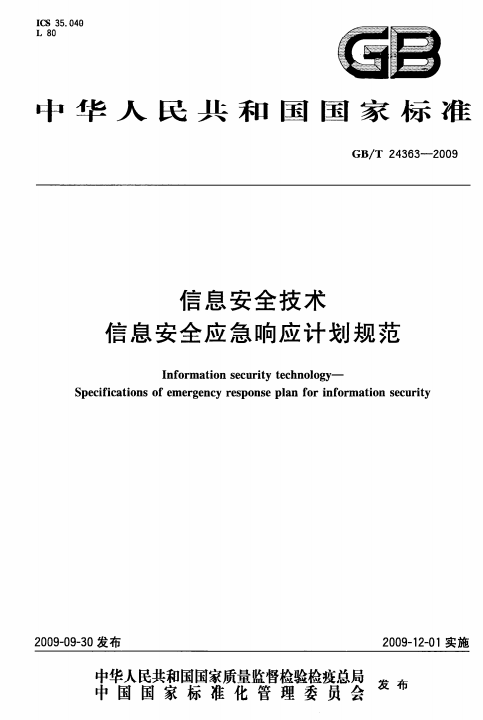 ICS 35.040
L 80
GB
中华人民共和国国家标准
GB/T 24363—2009
信息安全技术
信息安全应急响应计划规范
Information security technology—
Specifications of emergency response plan for information security
2009-09-30 发布
2009-12-01 实施
中华人民共和国国家质量监督检验检疫总局
中国国家标准化管理委员会
发布